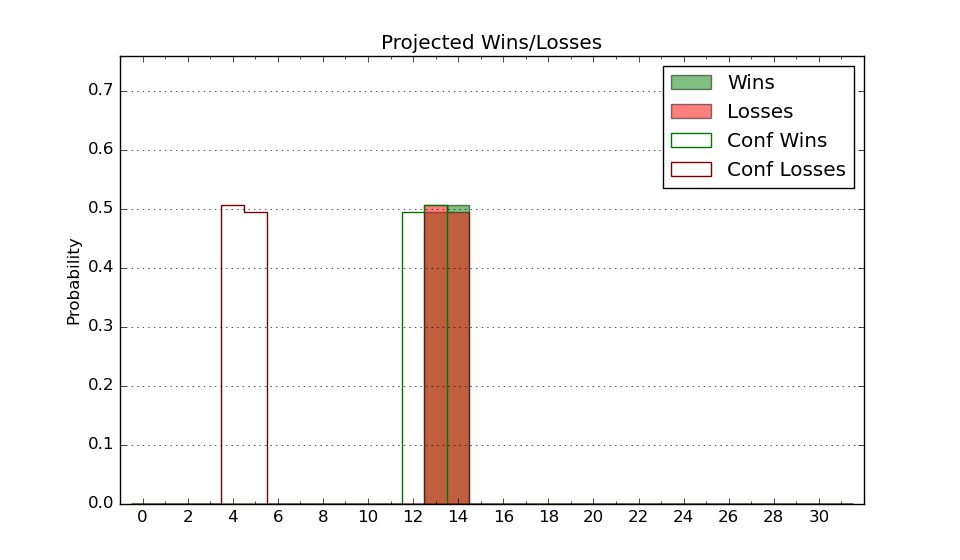 Projected Wins/Losses
Wins
Losses
Conf Wins
Conf Losses
Probability
0.7
0.6
0.5
0.4
0.3
0.2
0.1
0.0
0 2 4 6 8 10 12 14 16 18 20 22 24 26 28 30